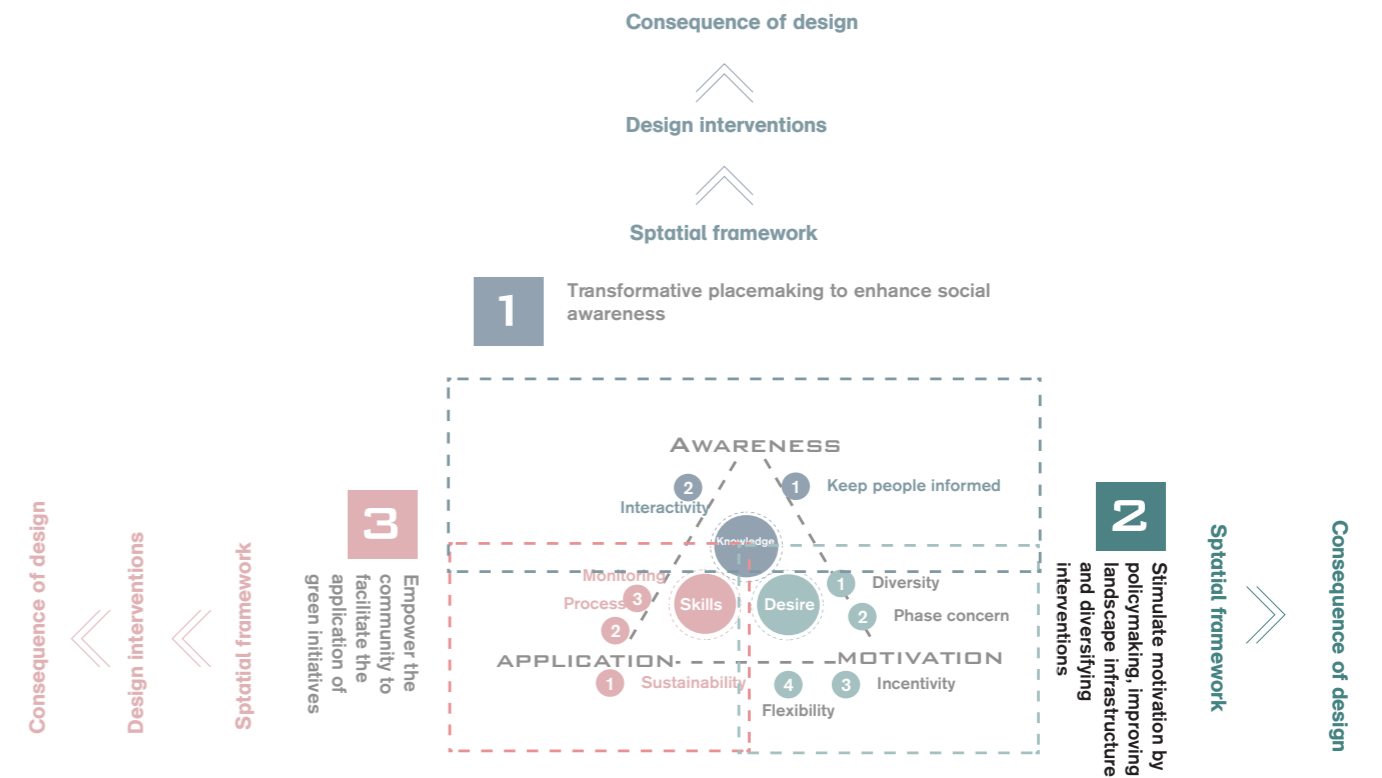 Consequence of design
Design interventions
Sptatial framework
1
Transformative placemaking to enhance social
awareness
AWARENESS
2
1
Keep people informed
Interactivity
Knowledge
Monitoring
Process
3
Skills
Desire
1
Diversity
2
Phase concern
2
APPLICATION
MOTIVATION
1
Sustainability
4
3
Incentivity
Flexibility
2
Stimulate motivation by
policymaking, improving
landscape infrastructure
and diversifying
interventions
Sptatial framework
Consequence of design
3
Empower the
community to
facilitate the
application of
green initiatives
Sptatial framework
Design interventions
Consequence of design